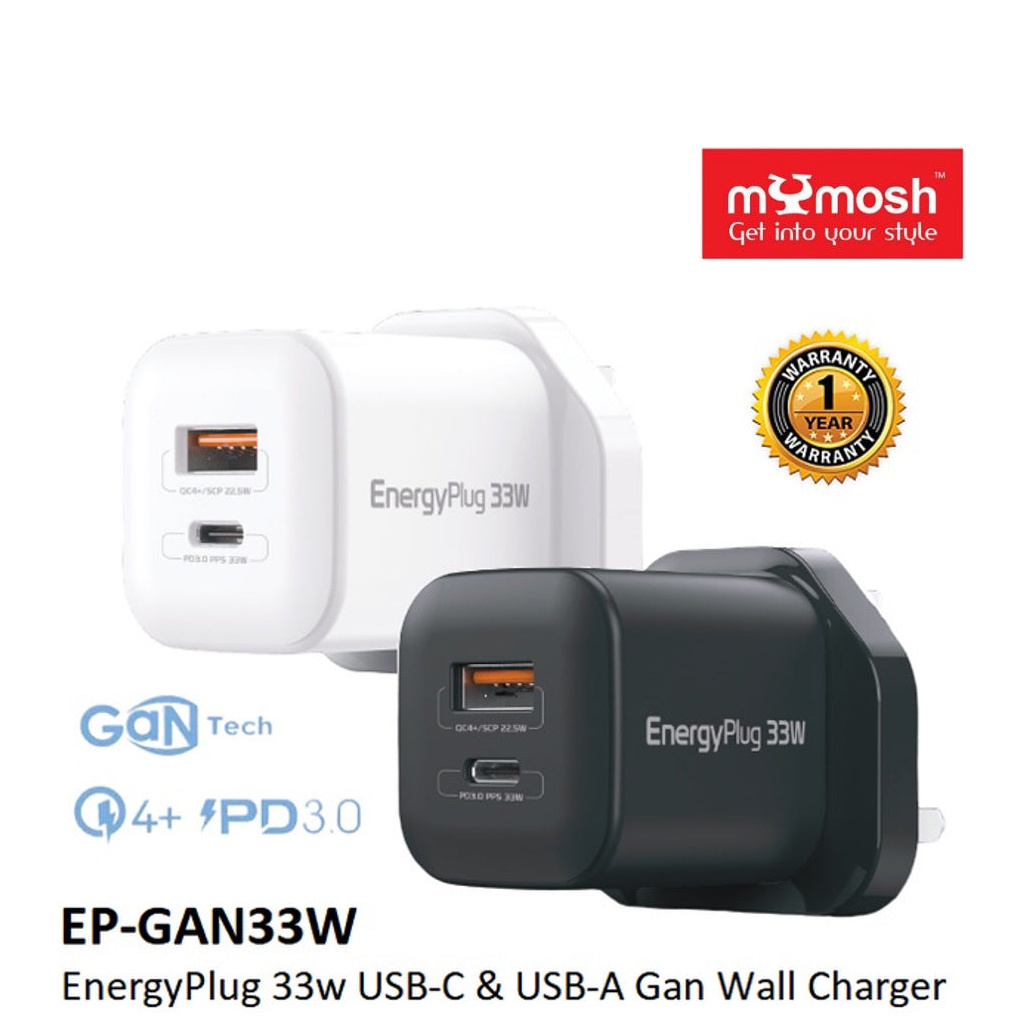 mymosh™
Get into your style
WARRANTY
1
YEAR
WARRANTY
QC4+/SCP 22.5W
PD3.0 PPS 33W
EnergyPlug 33W
QC4+/SCP 22.5W
PD3.0 PPS 33W
EnergyPlug 33W
GaN Tech
4+ PD3.0
EP-GAN33W
EnergyPlug 33w USB-C & USB-A Gan Wall Charger